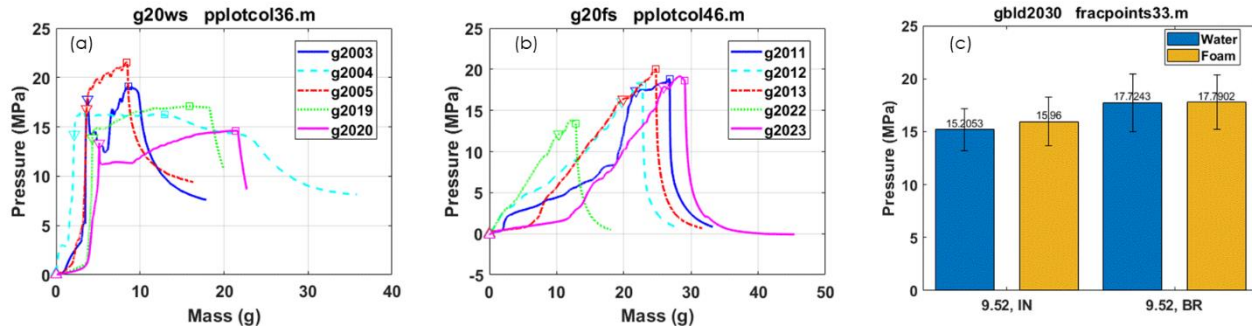 g20ws pplotcol36.m
(a)
g2003
g2004
g2005
g2019
g2020
Pressure (MPa)
25
20
15
10
5
0
0 10 20 30 40
Mass (g)
g20fs pplotcol46.m
(b)
g2011
g2012
g2013
g2022
g2023
Pressure (MPa)
25
20
15
10
5
0
-5
0 10 20 30 40 50
Mass (g)
gbld2030 fracpoints33.m
(c)
Water
Foam
Pressure (MPa)
25
20
15
10
5
0
15.2053
15.96
17.7243
17.7902
9.52, IN 9.52, BR